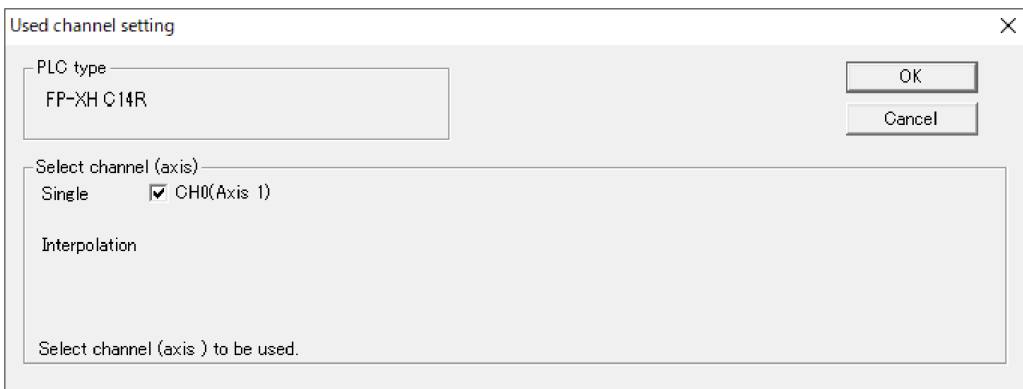 Used channel setting
PLC type
FP-XH C14R
OK
Cancel
Select channel (axis)
Single CH0(Axis 1)
Interpolation
Select channel (axis ) to be used.